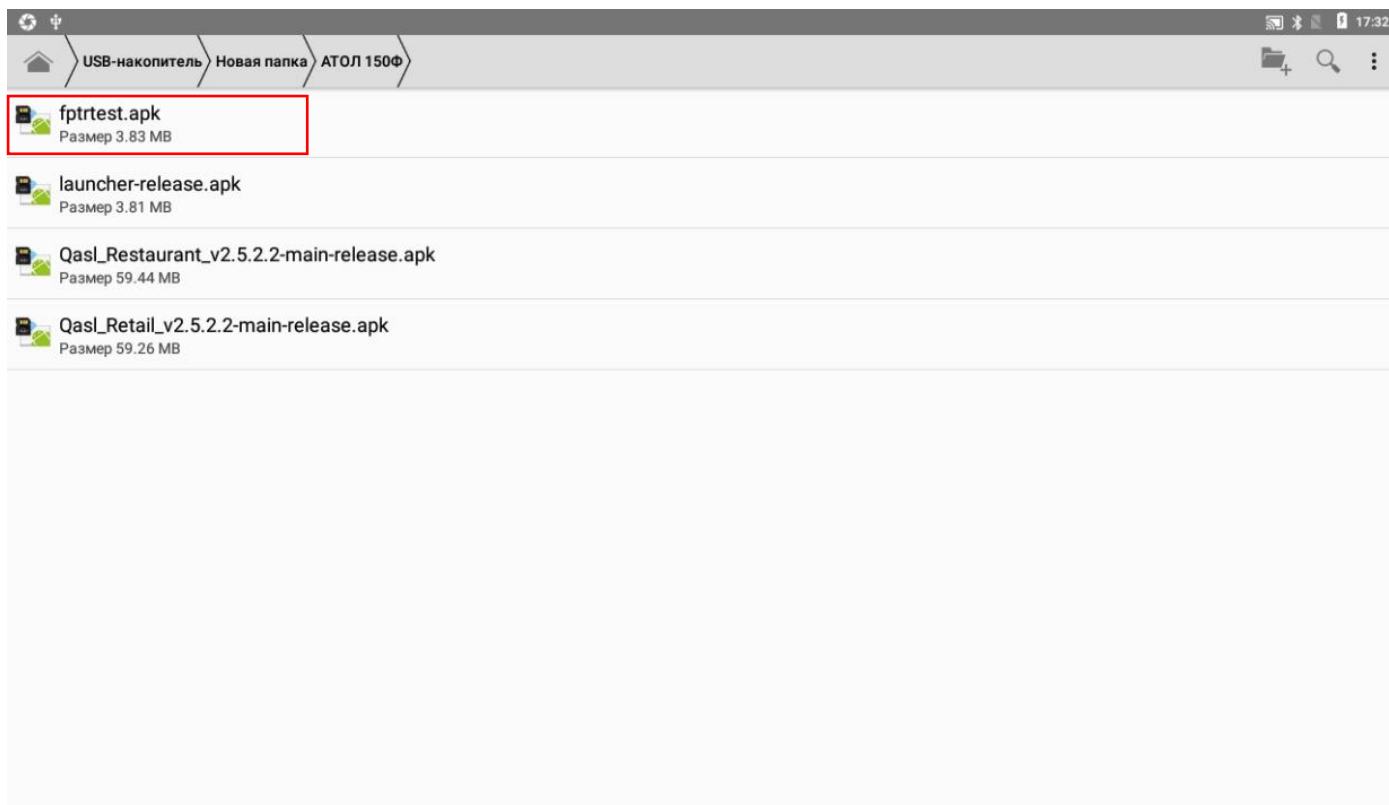 17:32
USB-накопитель Новая папка АТОЛ 150Ф
fptrtest.apk
Размер 3.83 MB
launcher-release.apk
Размер 3.81 MB
Qasl_Restaurant_v2.5.2.2-main-release.apk
Размер 59.44 MB
Qasl_Retail_v2.5.2.2-main-release.apk
Размер 59.26 MB